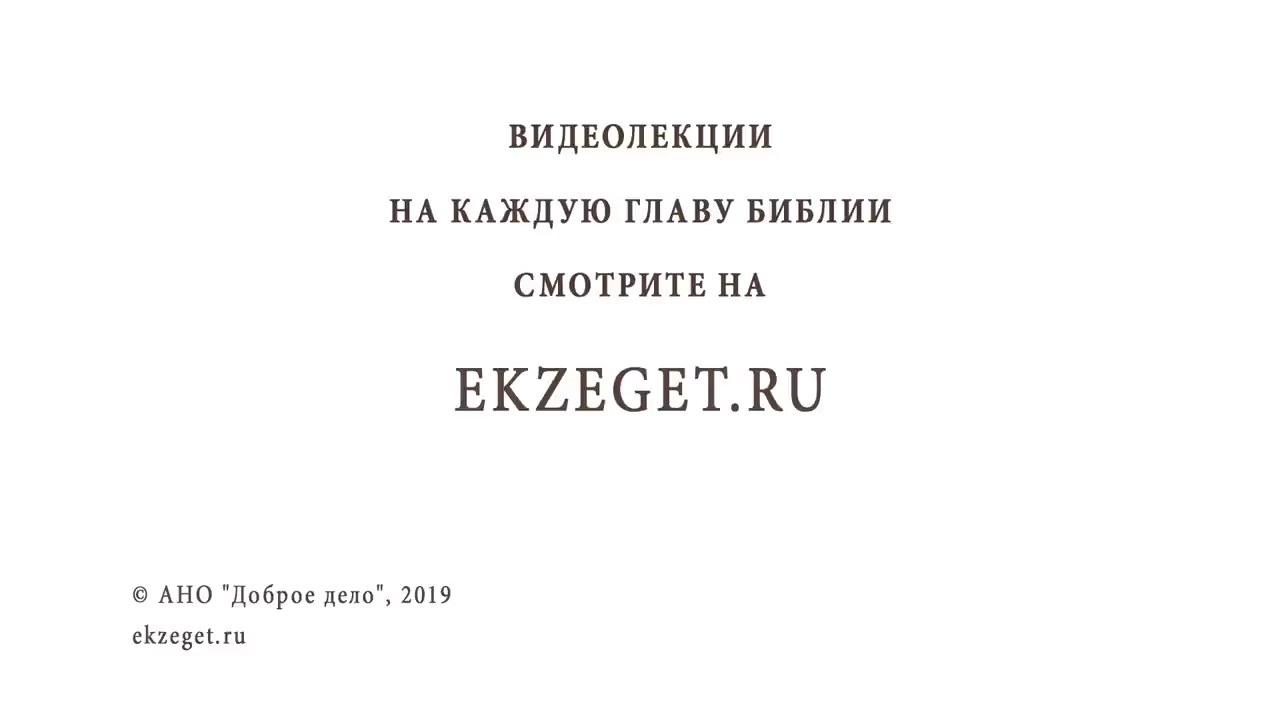 ВИДЕОЛЕКЦИИ
НА КАЖДУЮ ГЛАВУ БИБЛИИ
СМОТРИТЕ НА
EKZEGET.RU
© АНО "Доброе дело", 2019
ekzeget.ru